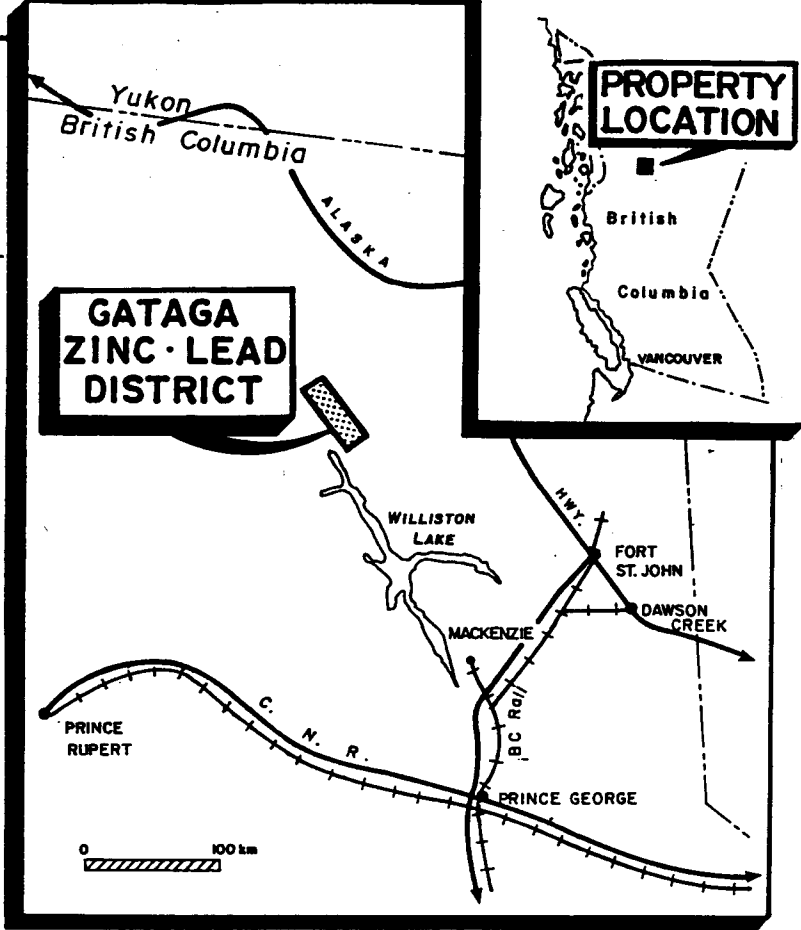 Yukon
British Columbia
ALASKA
PROPERTY
LOCATION
British
Columbia
VANCOUVER
GATAGA
ZINC · LEAD
DISTRICT
WILLISTON
LAKE
HWY.
FORT
ST. JOHN
DAWSON
CREEK
MACKENZIE
BC Rail
C. N. R.
PRINCE
RUPERT
PRINCE GEORGE
0 100 km